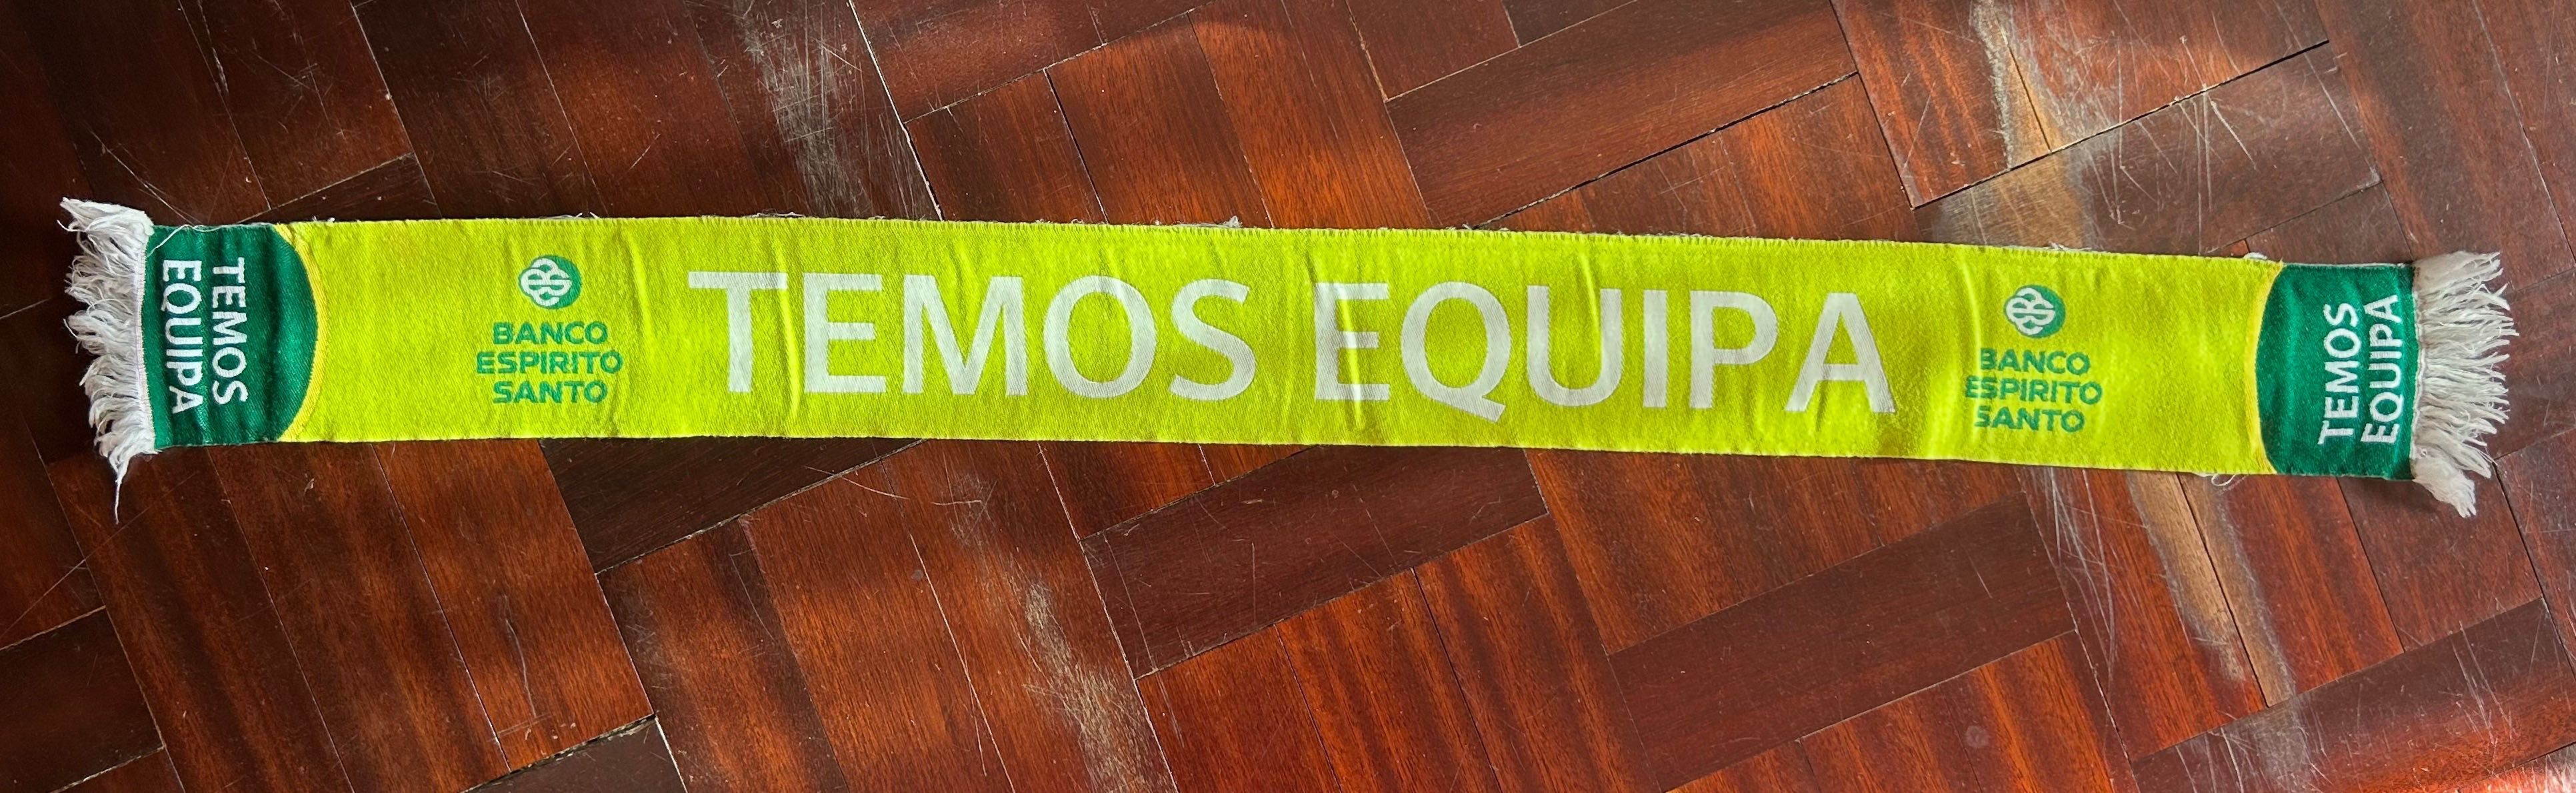 TEMOS
EQUIPA
BANCO
ESPIRITO
SANTO
TEMOS EQUIPA
BANCO
ESPIRITO
SANTO
TEMOS
EQUIPA